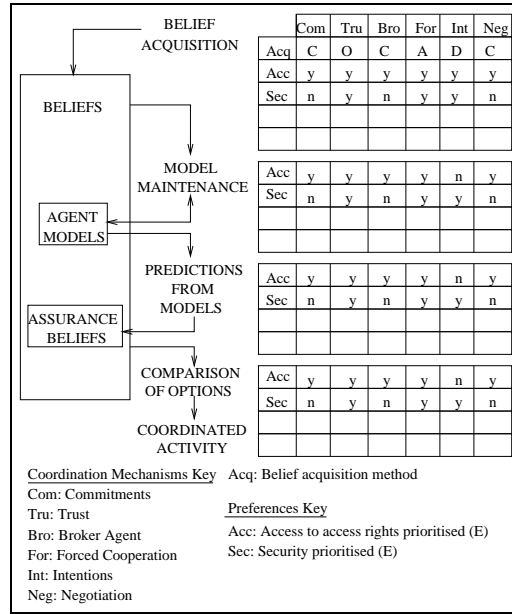 BELIEF
ACQUISITION
BELIEFS
MODEL
MAINTENANCE
AGENT
MODELS
PREDICTIONS
FROM
MODELS
ASSURANCE
BELIEFS
COMPARISON
OF OPTIONS
COORDINATED
ACTIVITY
Com Tru Bro For Int Neg
Acq C O C A D C
Acc y y y y y y
Sec n y n y y n
Acc y y y y n y
Sec n y n y y n
Acc y y y y n y
Sec n y n y y n
Acc y y y y n y
Sec n y n y y n
Coordination Mechanisms Key
Com: Commitments
Tru: Trust
Bro: Broker Agent
For: Forced Cooperation
Int: Intentions
Neg: Negotiation
Acq: Belief acquisition method
Preferences Key
Acc: Access to access rights prioritised (E)
Sec: Security prioritised (E)